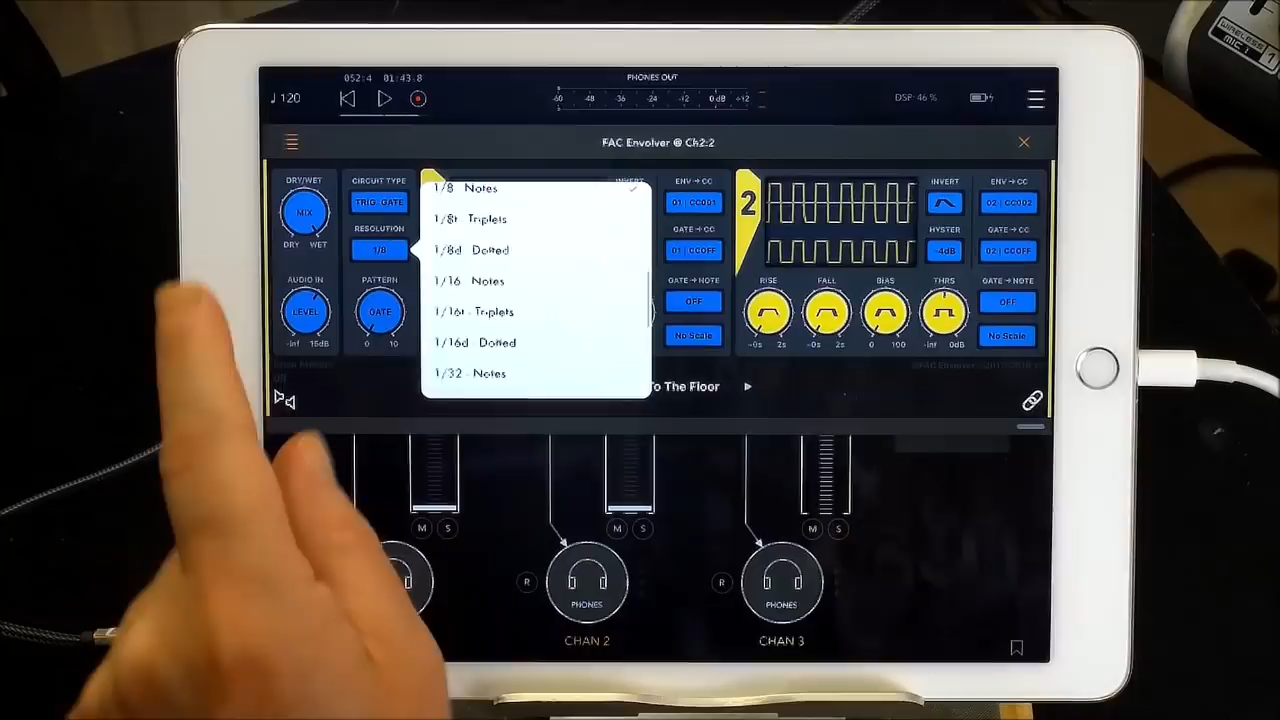 WIRELESS
MIC 1
052:4 01:43.8
PHONES OUT
120
-60 -48 -36 -24 -12 0dB +12
DSP: 46 %
FAC Envolver @ Ch2:2
DRY/WET
MIX
DRY WET
AUDIO IN
LEVEL
-Inf 15dB
CIRCUIT TYPE
TRIG GATE
RESOLUTION
1/8
PATTERN
GATE
0 10
1/8 Notes
1/8t Triplets
1/8d Dotted
1/16 Notes
1/16t - Triplets
1/16d Dotted
1/32 - Notes
INVERT
ENV->CC
01 | CC001
GATE->CC
01 | CCOFF
GATE->NOTE
OFF
No Scale
2
INVERT
HYSTER
-4dB
ENV->CC
02 | CC002
GATE->CC
02 | CCOFF
GATE->NOTE
OFF
No Scale
RISE FALL BIAS THRS
~0s 2s ~0s 2s 0 100 -Inf 0dB
To The Floor
M S M S M S
R R
PHONES PHONES
CHAN 2 CHAN 3